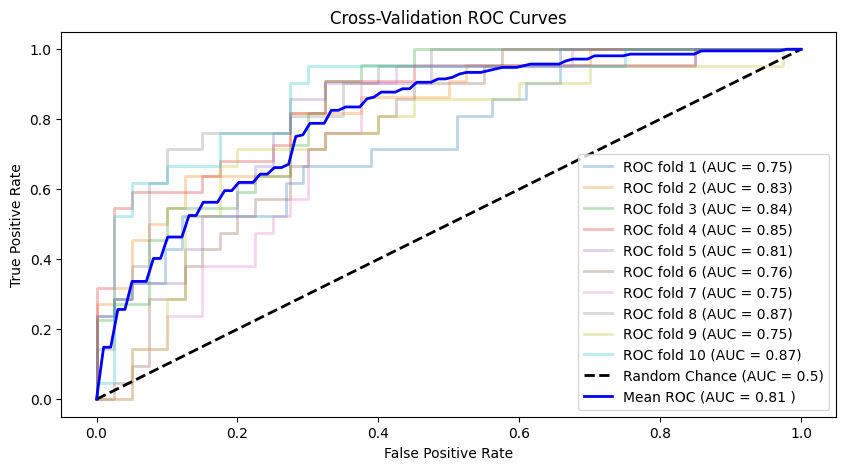 Cross-Validation ROC Curves
True Positive Rate
1.0
0.8
0.6
0.4
0.2
0.0
ROC fold 1 (AUC = 0.75)
ROC fold 2 (AUC = 0.83)
ROC fold 3 (AUC = 0.84)
ROC fold 4 (AUC = 0.85)
ROC fold 5 (AUC = 0.81)
ROC fold 6 (AUC = 0.76)
ROC fold 7 (AUC = 0.75)
ROC fold 8 (AUC = 0.87)
ROC fold 9 (AUC = 0.75)
ROC fold 10 (AUC = 0.87)
Random Chance (AUC = 0.5)
Mean ROC (AUC = 0.81 )
0.0 0.2 0.4 0.6 0.8 1.0
False Positive Rate